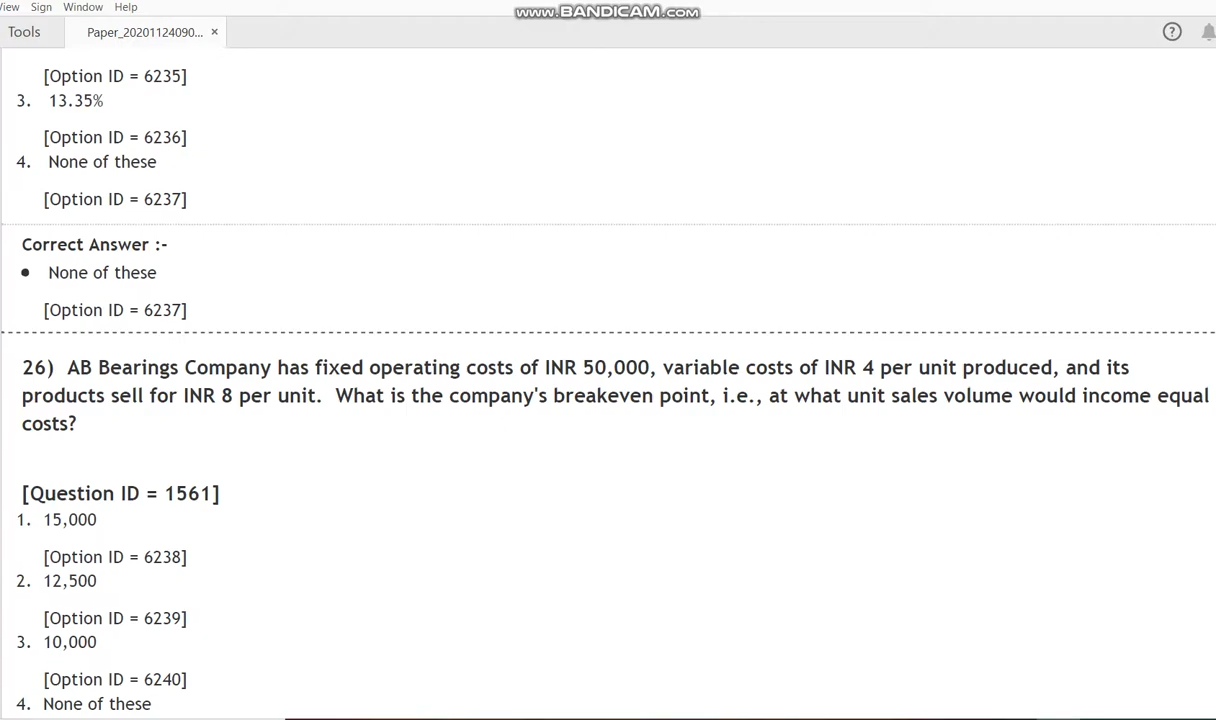 View Sign Window Help
www.BANDICAM.com
Tools Paper_20201124090... ×
[Option ID = 6235]
3. 13.35%
[Option ID = 6236]
4. None of these
[Option ID = 6237]
Correct Answer :-
● None of these
[Option ID = 6237]
26) AB Bearings Company has fixed operating costs of INR 50,000, variable costs of INR 4 per unit produced, and its
products sell for INR 8 per unit. What is the company's breakeven point, i.e., at what unit sales volume would income equal
costs?
[Question ID = 1561]
1. 15,000
[Option ID = 6238]
2. 12,500
[Option ID = 6239]
3. 10,000
[Option ID = 6240]
4. None of these